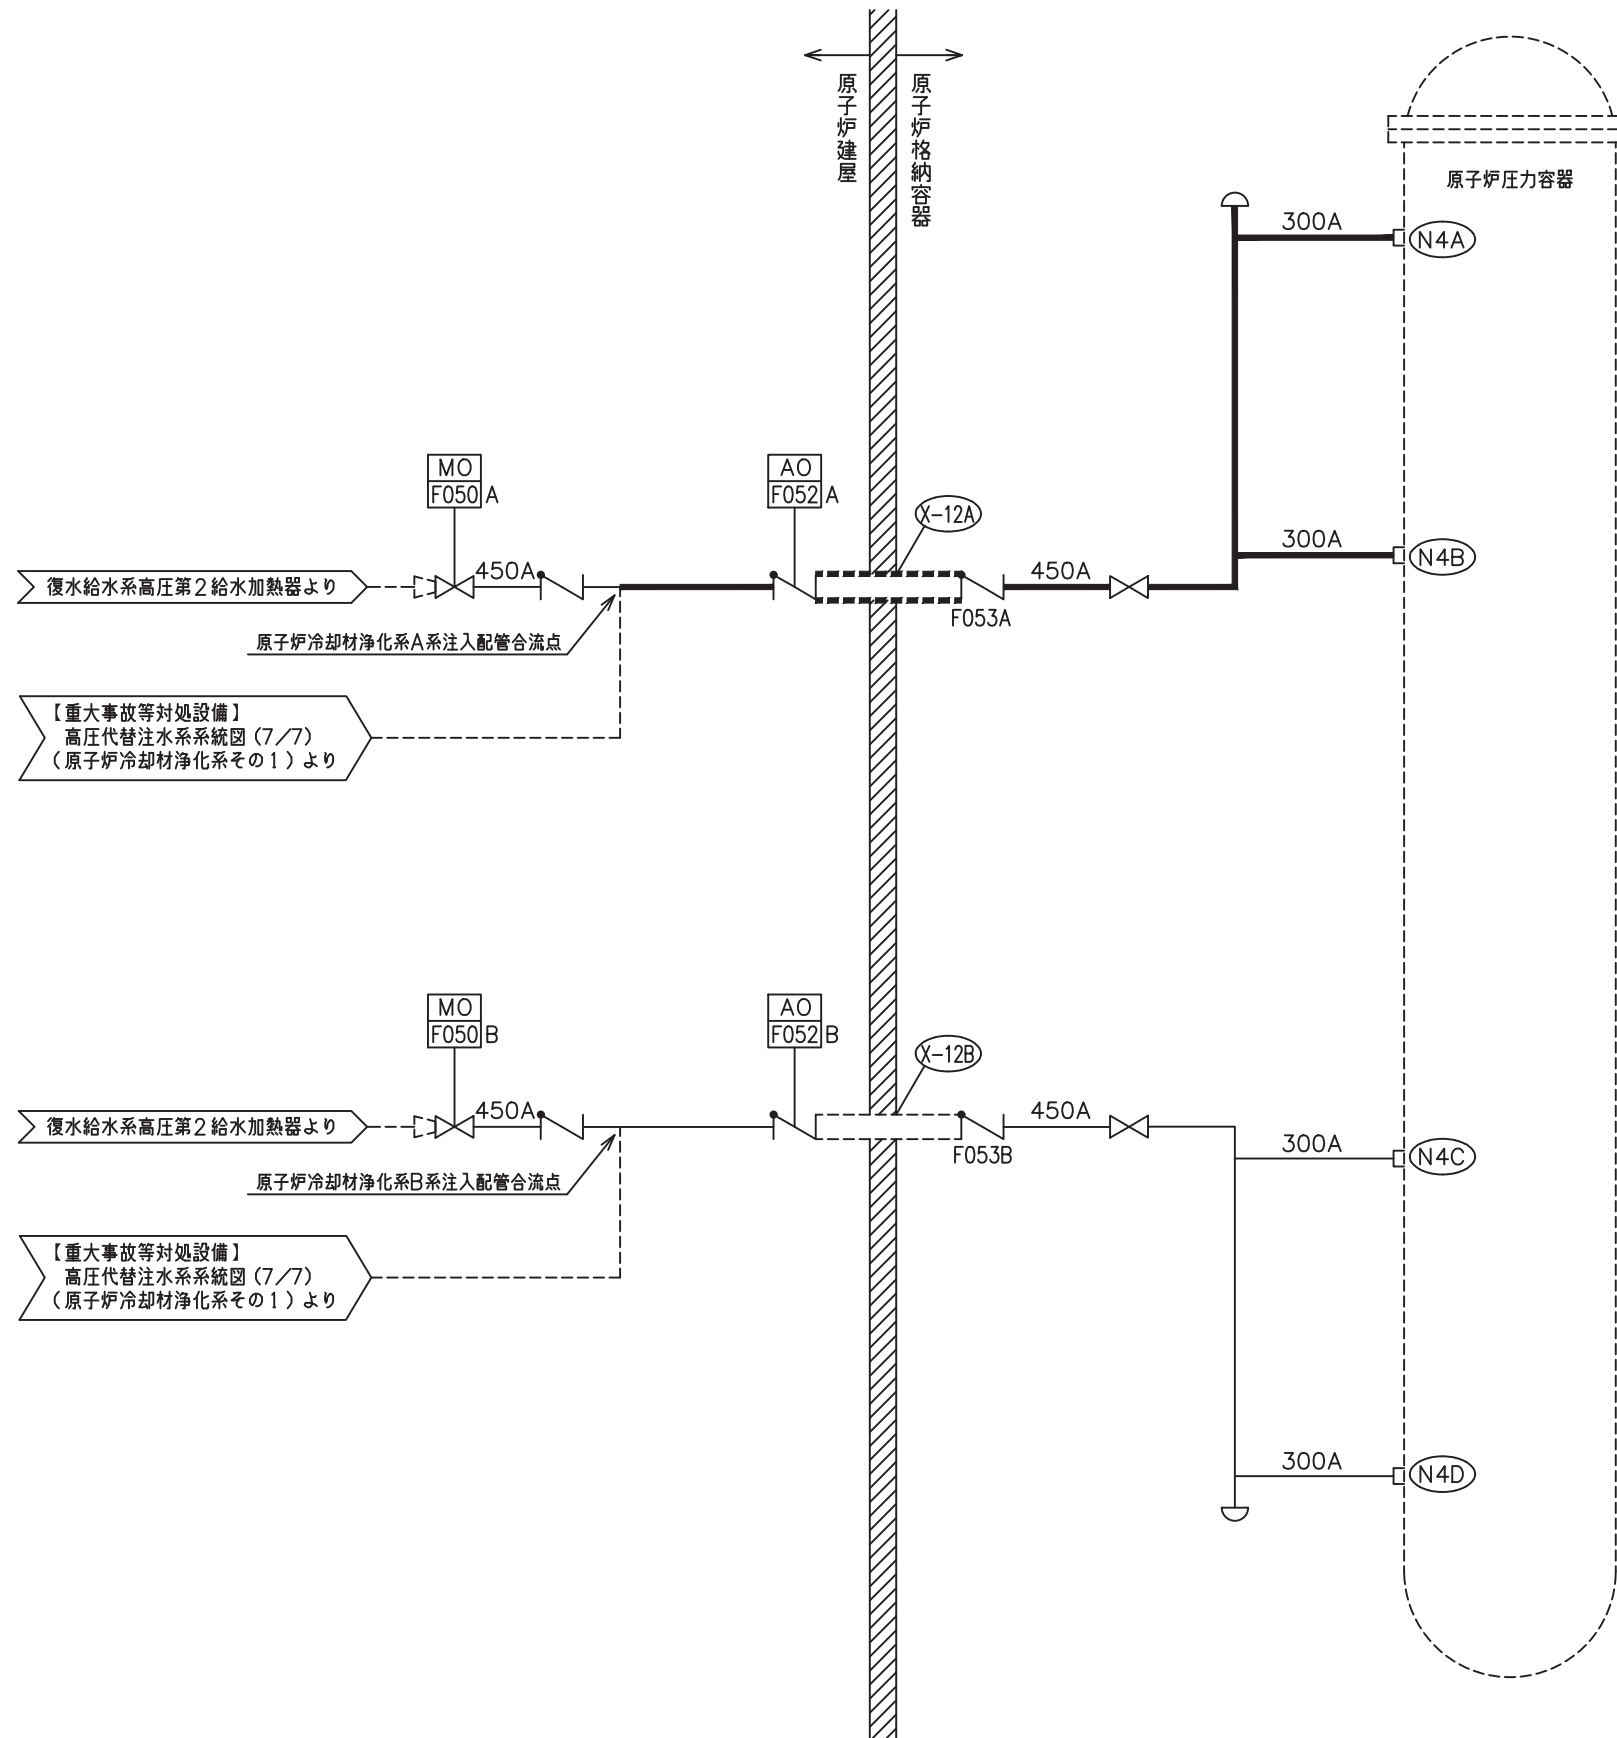 原子炉建屋
原子炉格納容器
原子炉圧力容器
300A
N4A
MO
F050 A
AO
F052 A
X-12A
300A
N4B
復水給水系高圧第2給水加熱器より
450A
450A
F053A
原子炉冷却材浄化系A系注入配管合流点
【重大事故等対処設備】
高圧代替注水系系統図(7/7)
(原子炉冷却材浄化系その1)より
MO
F050 B
AO
F052 B
X-12B
復水給水系高圧第2給水加熱器より
450A
450A
F053B
300A
N4C
原子炉冷却材浄化系B系注入配管合流点
【重大事故等対処設備】
高圧代替注水系系統図(7/7)
(原子炉冷却材浄化系その1)より
300A
N4D